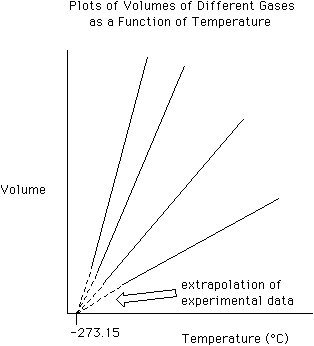 Plots of Volumes of Different Gases
as a Function of Temperature
Volume
extrapolation of
experimental data
-273.15
Temperature (°C)